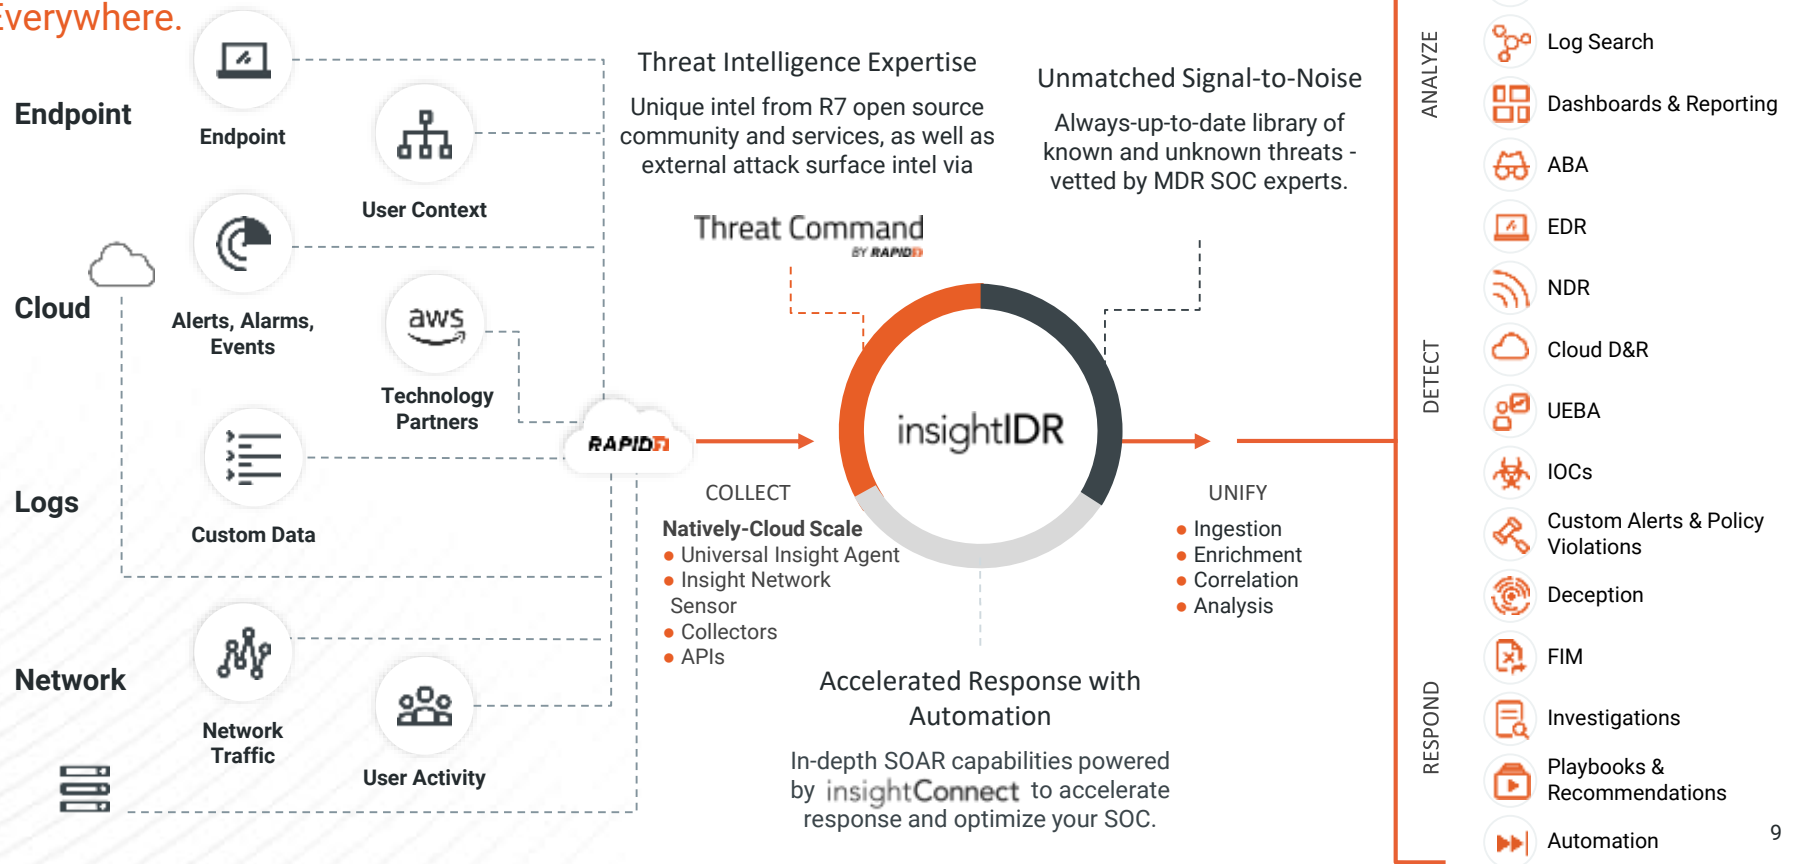 Everywhere.
Endpoint
Endpoint
User Context
Cloud
Alerts, Alarms,
Events
aws
Technology
Partners
Logs
Custom Data
Network
Network
Traffic
User Activity
RAPID7
Threat Intelligence Expertise
Unique intel from R7 open source
community and services, as well as
external attack surface intel via
Threat Command
BY RAPID7
Unmatched Signal-to-Noise
Always-up-to-date library of
known and unknown threats -
vetted by MDR SOC experts.
insightIDR
COLLECT
Natively-Cloud Scale
● Universal Insight Agent
● Insight Network
Sensor
● Collectors
● APIs
UNIFY
● Ingestion
● Enrichment
● Correlation
● Analysis
Accelerated Response with
Automation
In-depth SOAR capabilities powered
by insightConnect to accelerate
response and optimize your SOC.
ANALYZE
Log Search
Dashboards & Reporting
ABA
EDR
NDR
DETECT
Cloud D&R
UEBA
IOCs
Custom Alerts & Policy
Violations
Deception
FIM
RESPOND
Investigations
Playbooks &
Recommendations
Automation
9